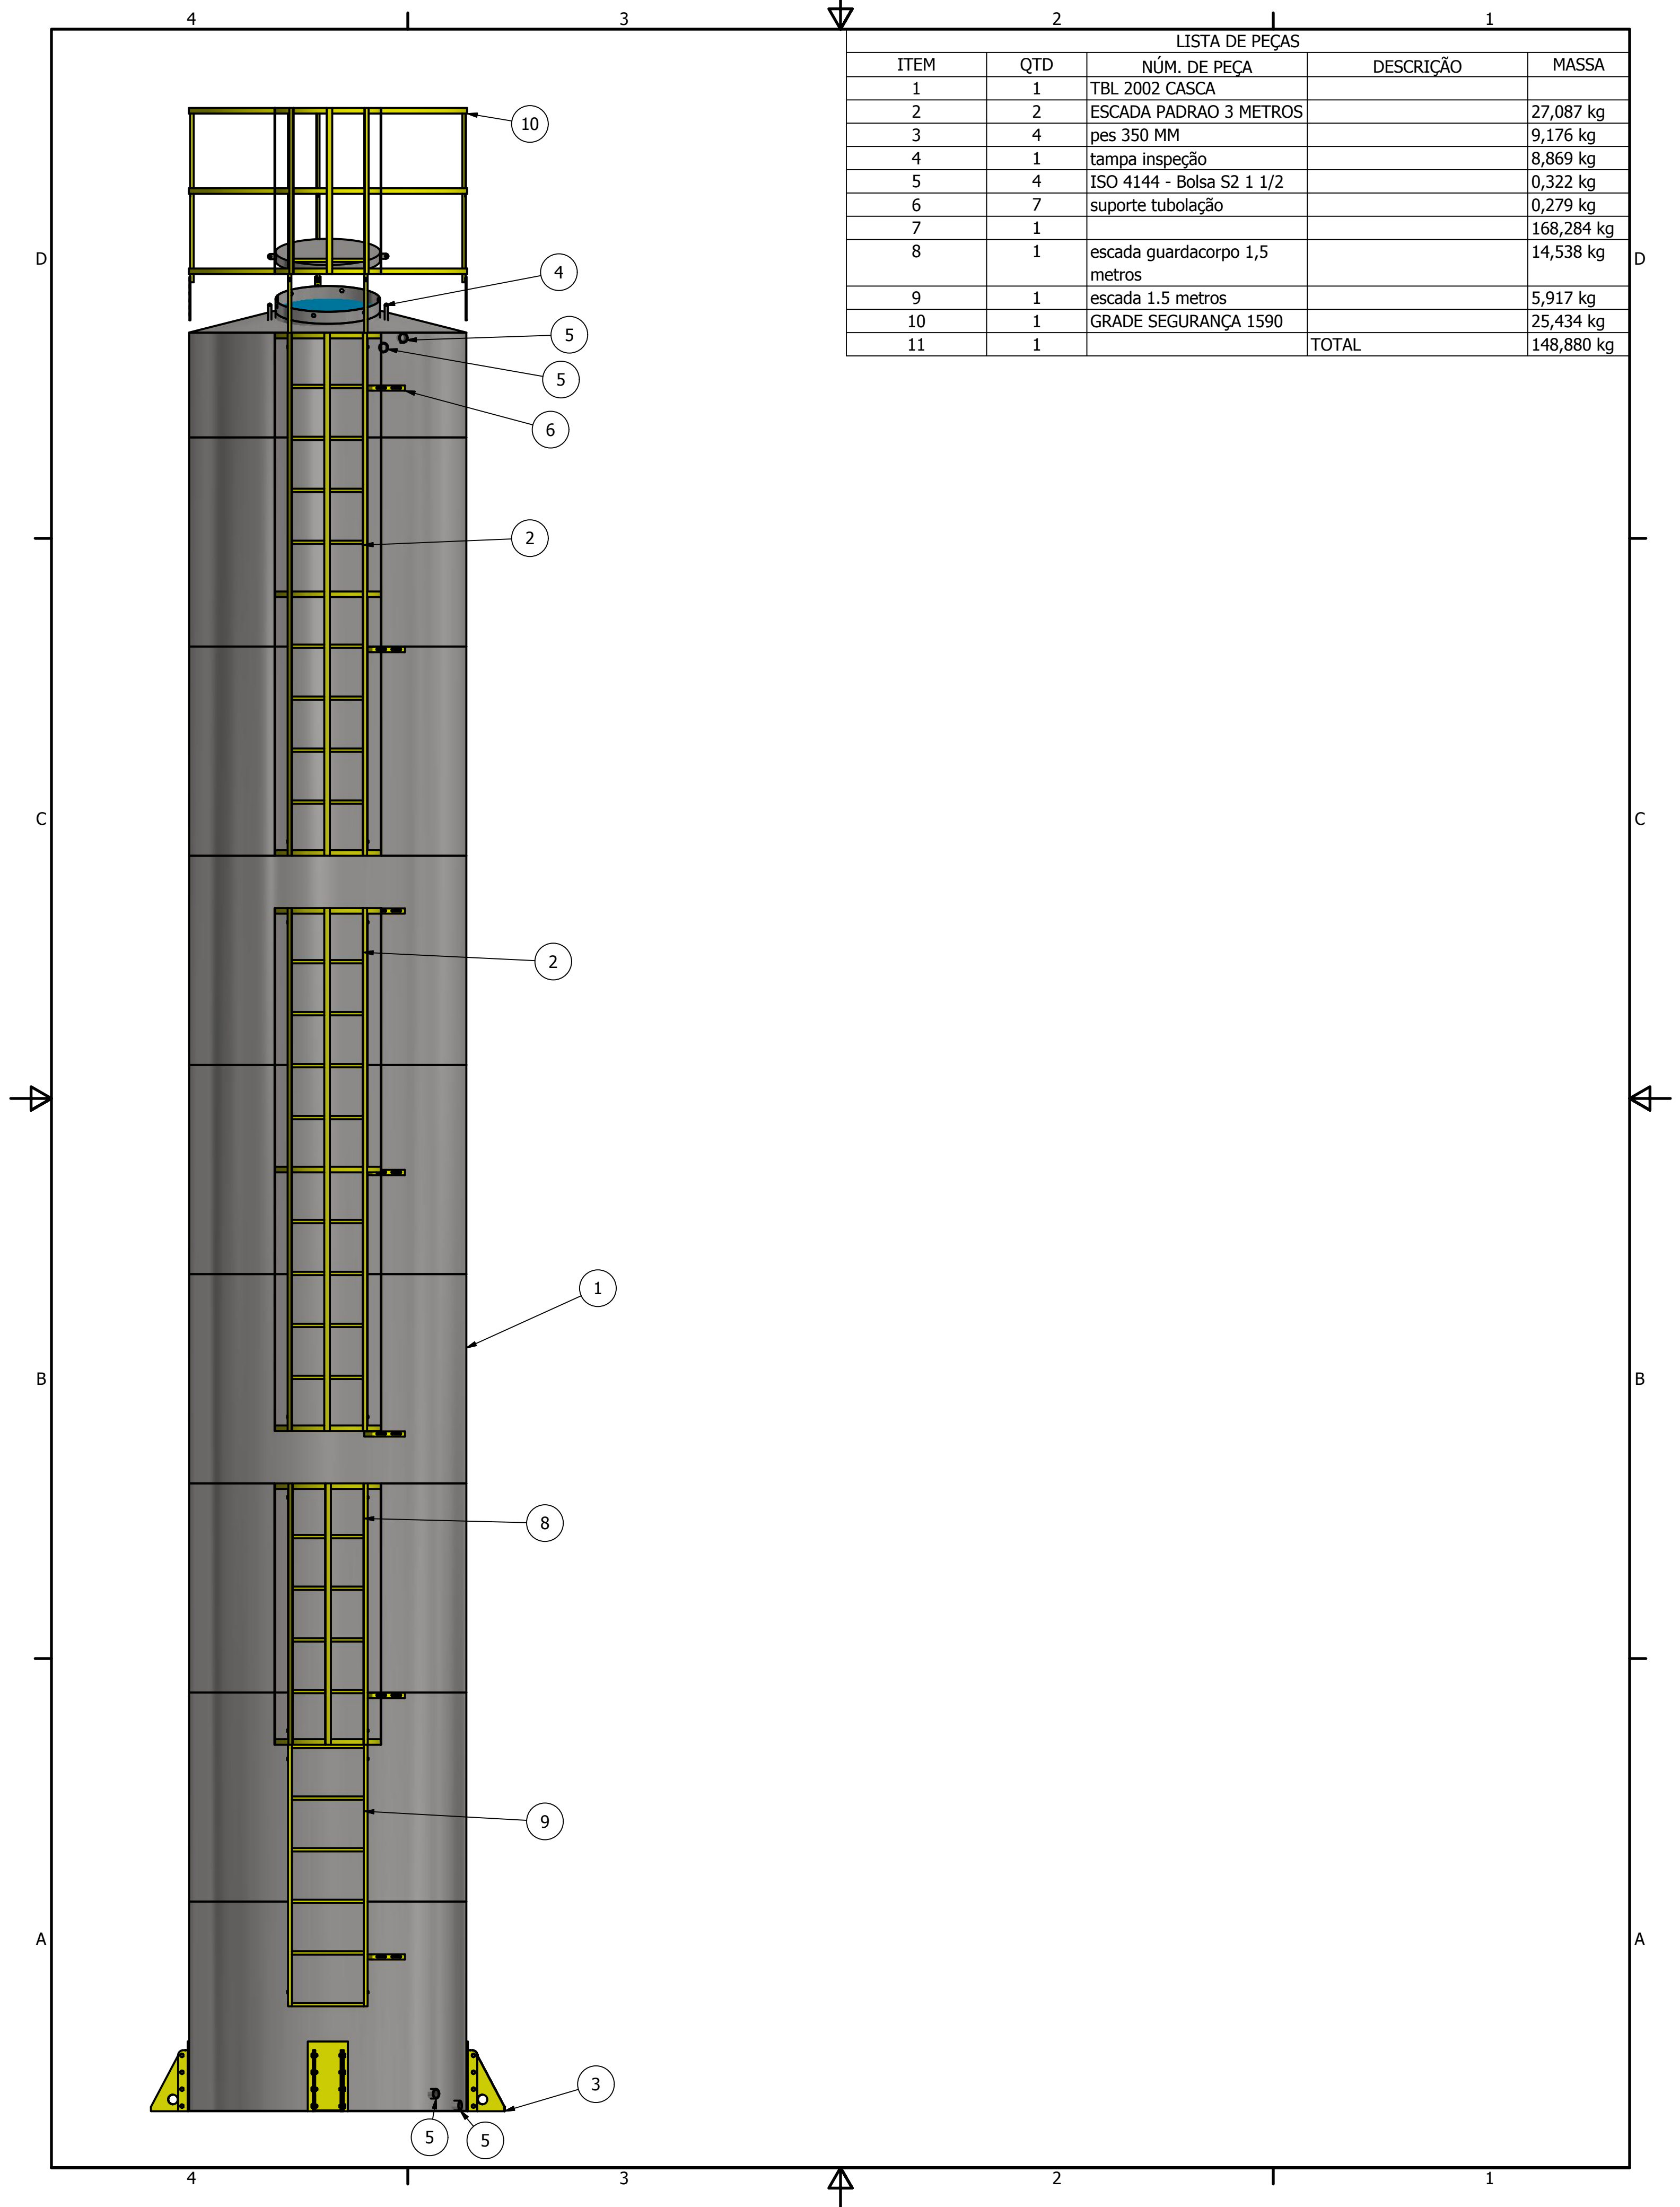 4 3 2 1
LISTA DE PEÇAS
ITEM QTD NÚM. DE PEÇA DESCRIÇÃO MASSA
1 1 TBL 2002 CASCA
2 2 ESCADA PADRAO 3 METROS 27,087 kg
3 4 pes 350 MM 9,176 kg
4 1 tampa inspeção 8,869 kg
5 4 ISO 4144 - Bolsa S2 1 1/2 0,322 kg
6 7 suporte tubolação 0,279 kg
7 1 168,284 kg
8 1 escada guardacorpo 1,5 14,538 kg
metros
9 1 escada 1.5 metros 5,917 kg
10 1 GRADE SEGURANÇA 1590 25,434 kg
11 1 TOTAL 148,880 kg
10
D D
4
5
5
6
2
C C
2
1
B B
8
9
A A
3
5 5
4 3 2 1